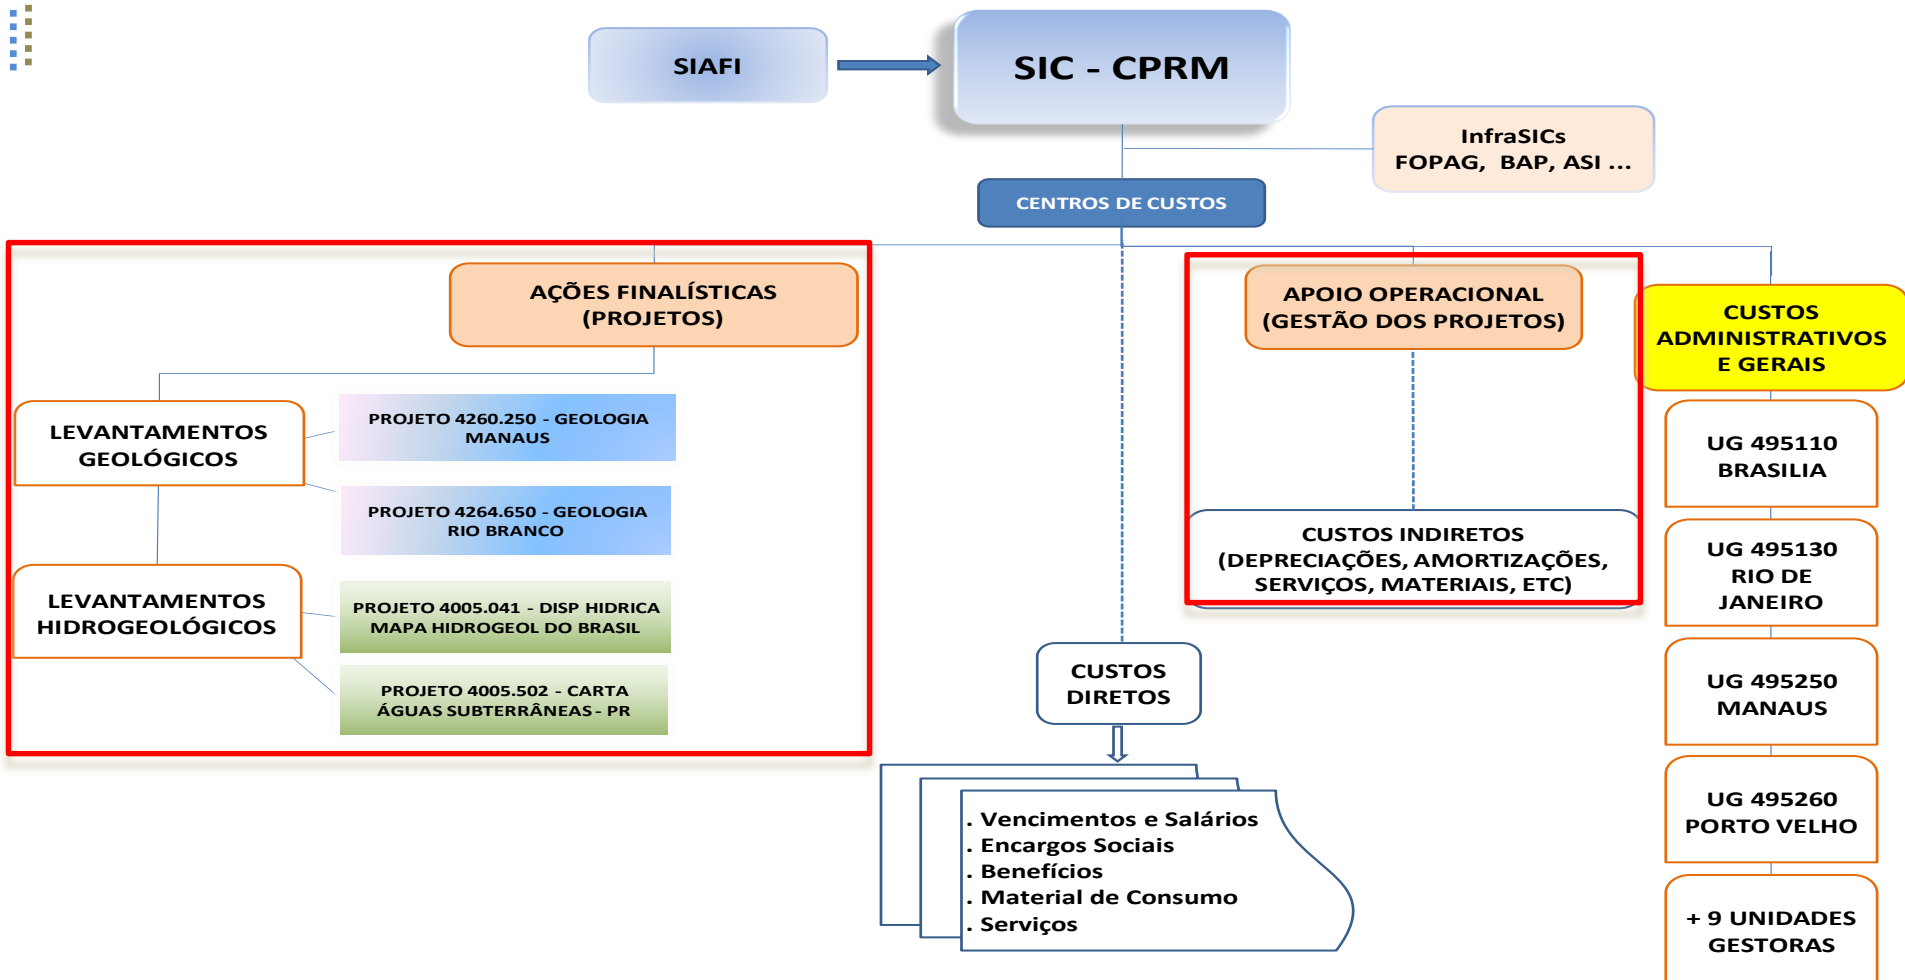 SIAFI
SIC - CPRM
InfraSICs
FOPAG, BAP, ASI ...
CENTROS DE CUSTOS
AÇÕES FINALÍSTICAS
(PROJETOS)
APOIO OPERACIONAL
(GESTÃO DOS PROJETOS)
CUSTOS
ADMINISTRATIVOS
E GERAIS
LEVANTAMENTOS
GEOLÓGICOS
PROJETO 4260.250 - GEOLOGIA
MANAUS
PROJETO 4264.650 - GEOLOGIA
RIO BRANCO
LEVANTAMENTOS
HIDROGEOLÓGICOS
PROJETO 4005.041 - DISP HIDRICA
MAPA HIDROGEOL DO BRASIL
PROJETO 4005.502 - CARTA
ÁGUAS SUBTERRÂNEAS - PR
CUSTOS INDIRETOS
(DEPRECIAÇÕES, AMORTIZAÇÕES,
SERVIÇOS, MATERIAIS, ETC)
CUSTOS
DIRETOS
. Vencimentos e Salários
. Encargos Sociais
. Benefícios
. Material de Consumo
. Serviços
UG 495110
BRASILIA
UG 495130
RIO DE
JANEIRO
UG 495250
MANAUS
UG 495260
PORTO VELHO
+ 9 UNIDADES
GESTORAS